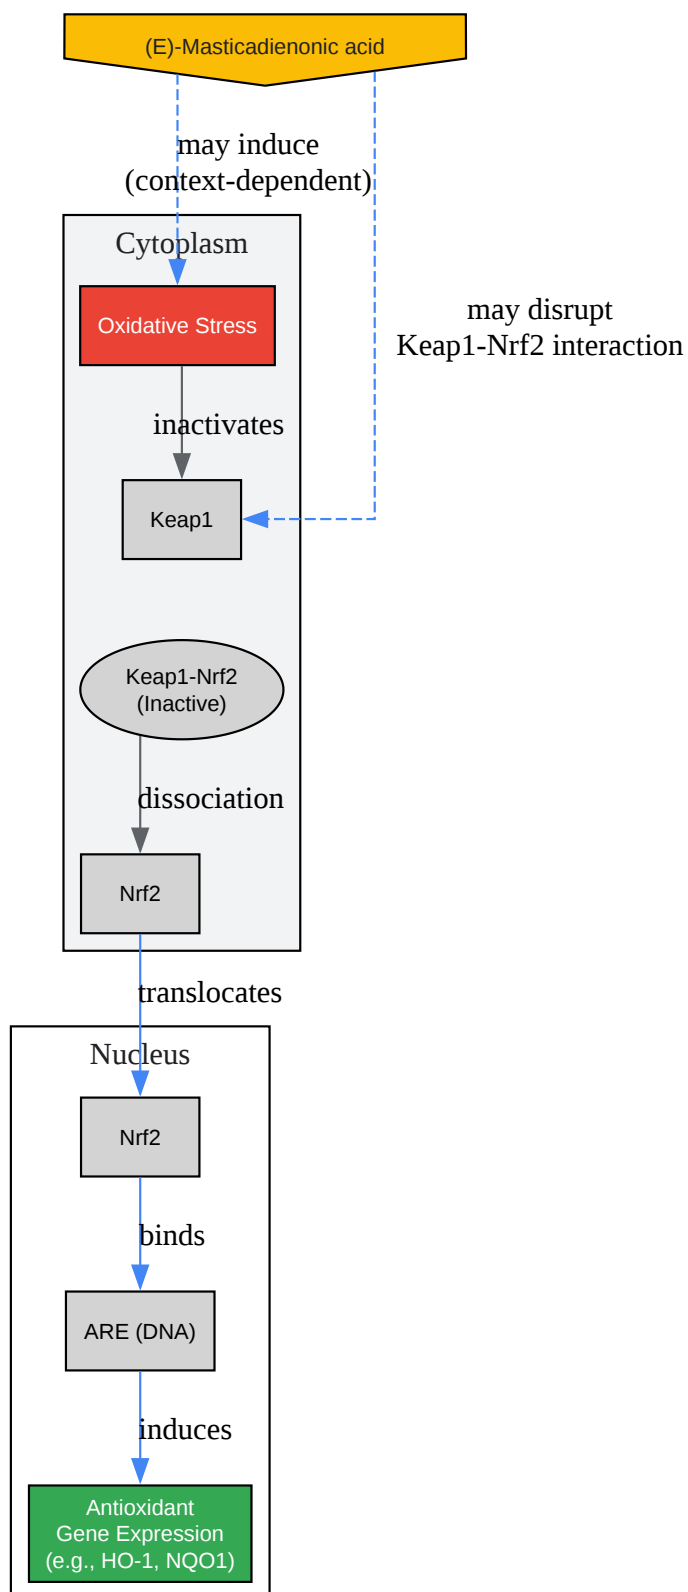 (E)-Masticadienonic acid
may induce
(context-dependent)
Cytoplasm
Oxidative Stress
may disrupt
Keap1-Nrf2 interaction
inactivates
Keap1
Keap1-Nrf2
(Inactive)
dissociation
Nrf2
translocates
Nucleus
Nrf2
binds
ARE (DNA)
induces
Antioxidant
Gene Expression
(e.g., HO-1, NQO1)